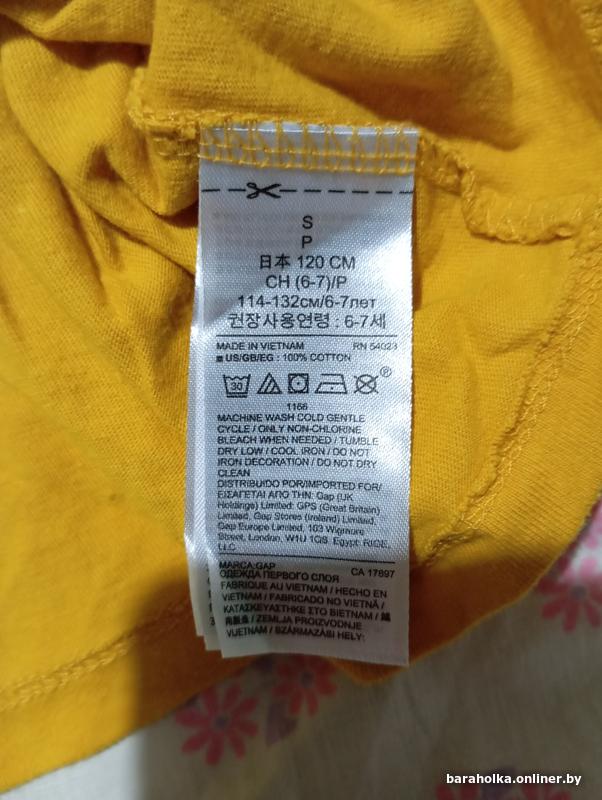 S
P
日本 120 CM
CH (6-7)/P
114-132см/6-7лет
권장사용연령 : 6-7세
MADE IN VIETNAM RN 54023
US/GB/EG : 100% COTTON
30
®
1166
MACHINE WASH COLD GENTLE
CYCLE / ONLY NON-CHLORINE
BLEACH WHEN NEEDED / TUMBLE
DRY LOW / COOL IRON / DO NOT
IRON DECORATION / DO NOT DRY
CLEAN
DISTRIBUIDO POR/IMPORTED FOR/
ΕΙΣΑΓΕΤΑΙ ΑΠΟ ΤΗΝ: Gap (UK
Holdings) Limited: GPS (Great Britain)
Limited, Gap Stores (Ireland) Limited,
Gap Europe Limited, 103 Wigmore
Street, London, W1U 1QS. Egypt: RIGE,
LLC
MARCA:GAP CA 17897
ОДЕЖДА ПЕРВОГО СЛОЯ
FABRIQUE AU VIETNAM / HECHO EN
VIETNAM / FABRICADO NO VIETNÃ /
ΚΑΤΑΣΚΕΥΑΣΤΗΚΕ ΣΤΟ ΒΙΕΤΝΑΜ / 越
南製造 / ZEMLJA PROIZVODNJE
VIJETNAM / SZÁRMAZÁSI HELY:
baraholka.onliner.by